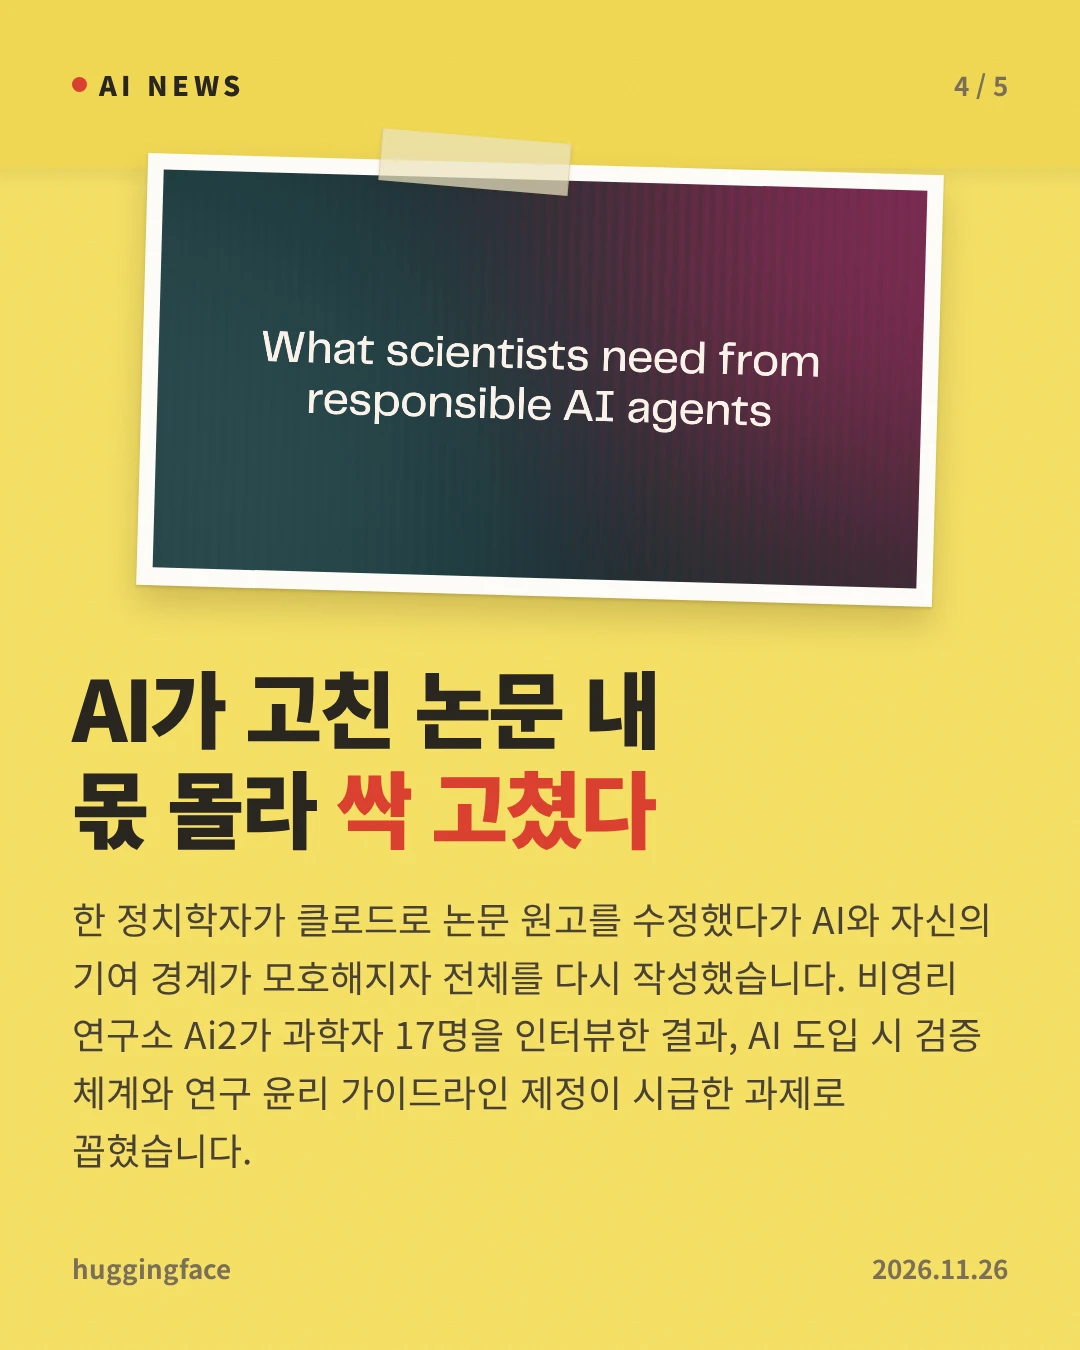 AI NEWS
4 / 5
What scientists need from
responsible AI agents
AI가 고친 논문 내
몫 몰라 싹 고쳤다
한 정치학자가 클로드로 논문 원고를 수정했다가 AI와 자신의
기여 경계가 모호해지자 전체를 다시 작성했습니다. 비영리
연구소 Ai2가 과학자 17명을 인터뷰한 결과, AI 도입 시 검증
체계와 연구 윤리 가이드라인 제정이 시급한 과제로
꼽혔습니다.
huggingface
2026.11.26